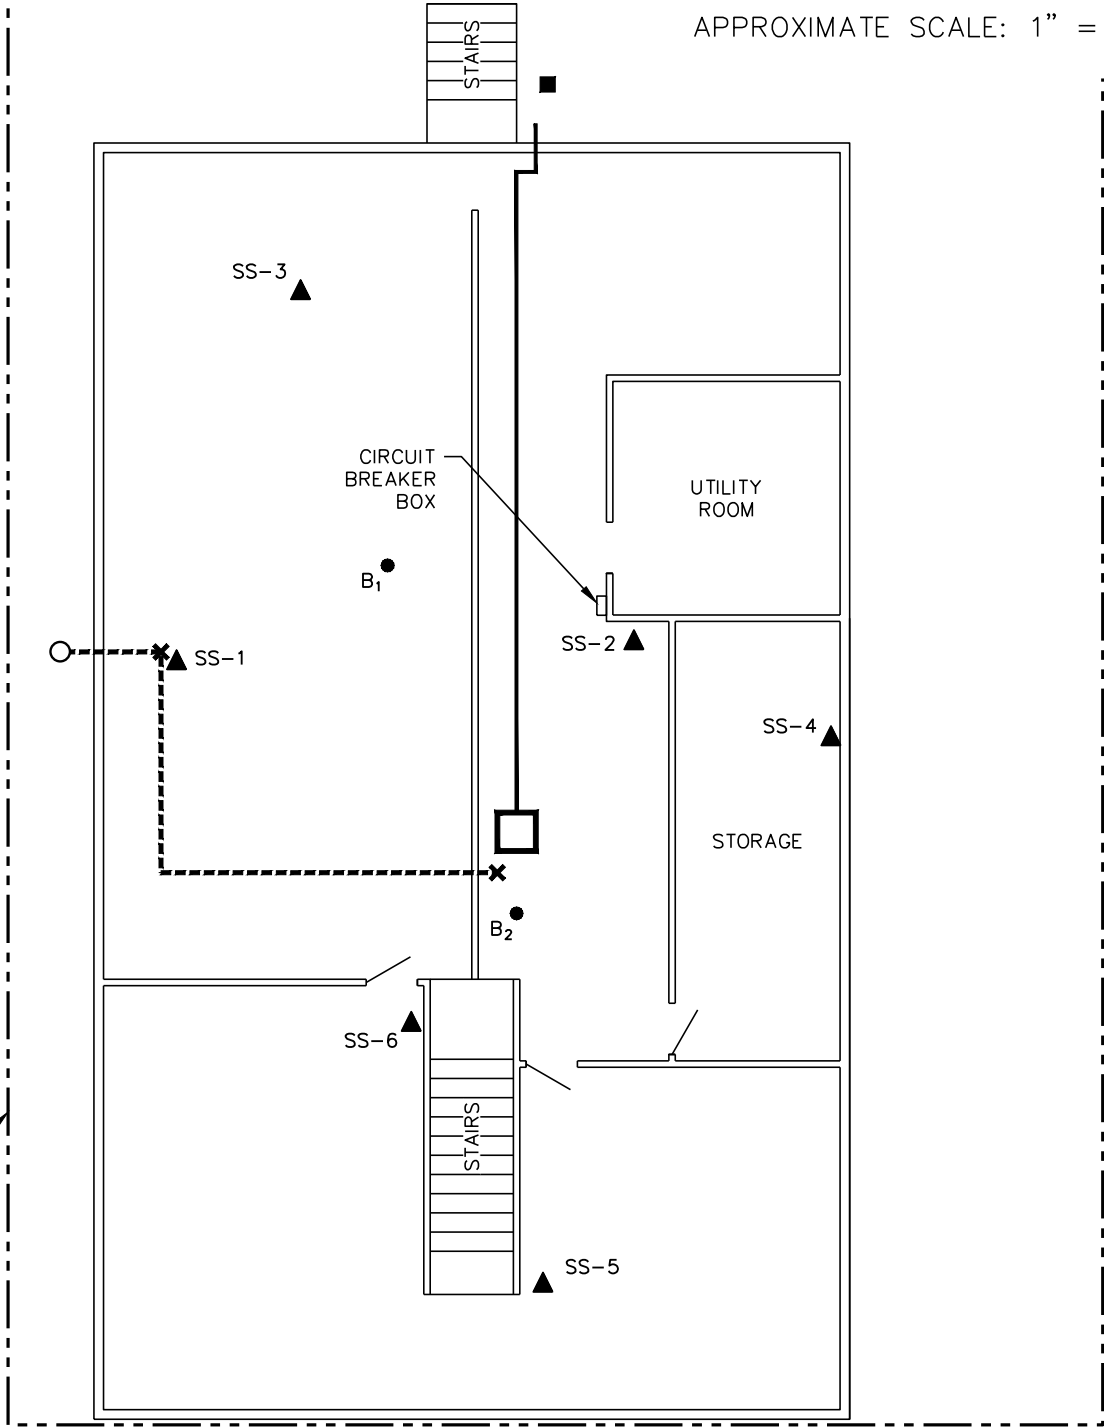 APPROXIMATE SCALE: 1" =
STAIRS
SS-3
CIRCUIT
BREAKER
BOX
UTILITY
ROOM
B1
SS-2
SS-1
SS-4
STORAGE
B2
SS-6
STAIRS
SS-5